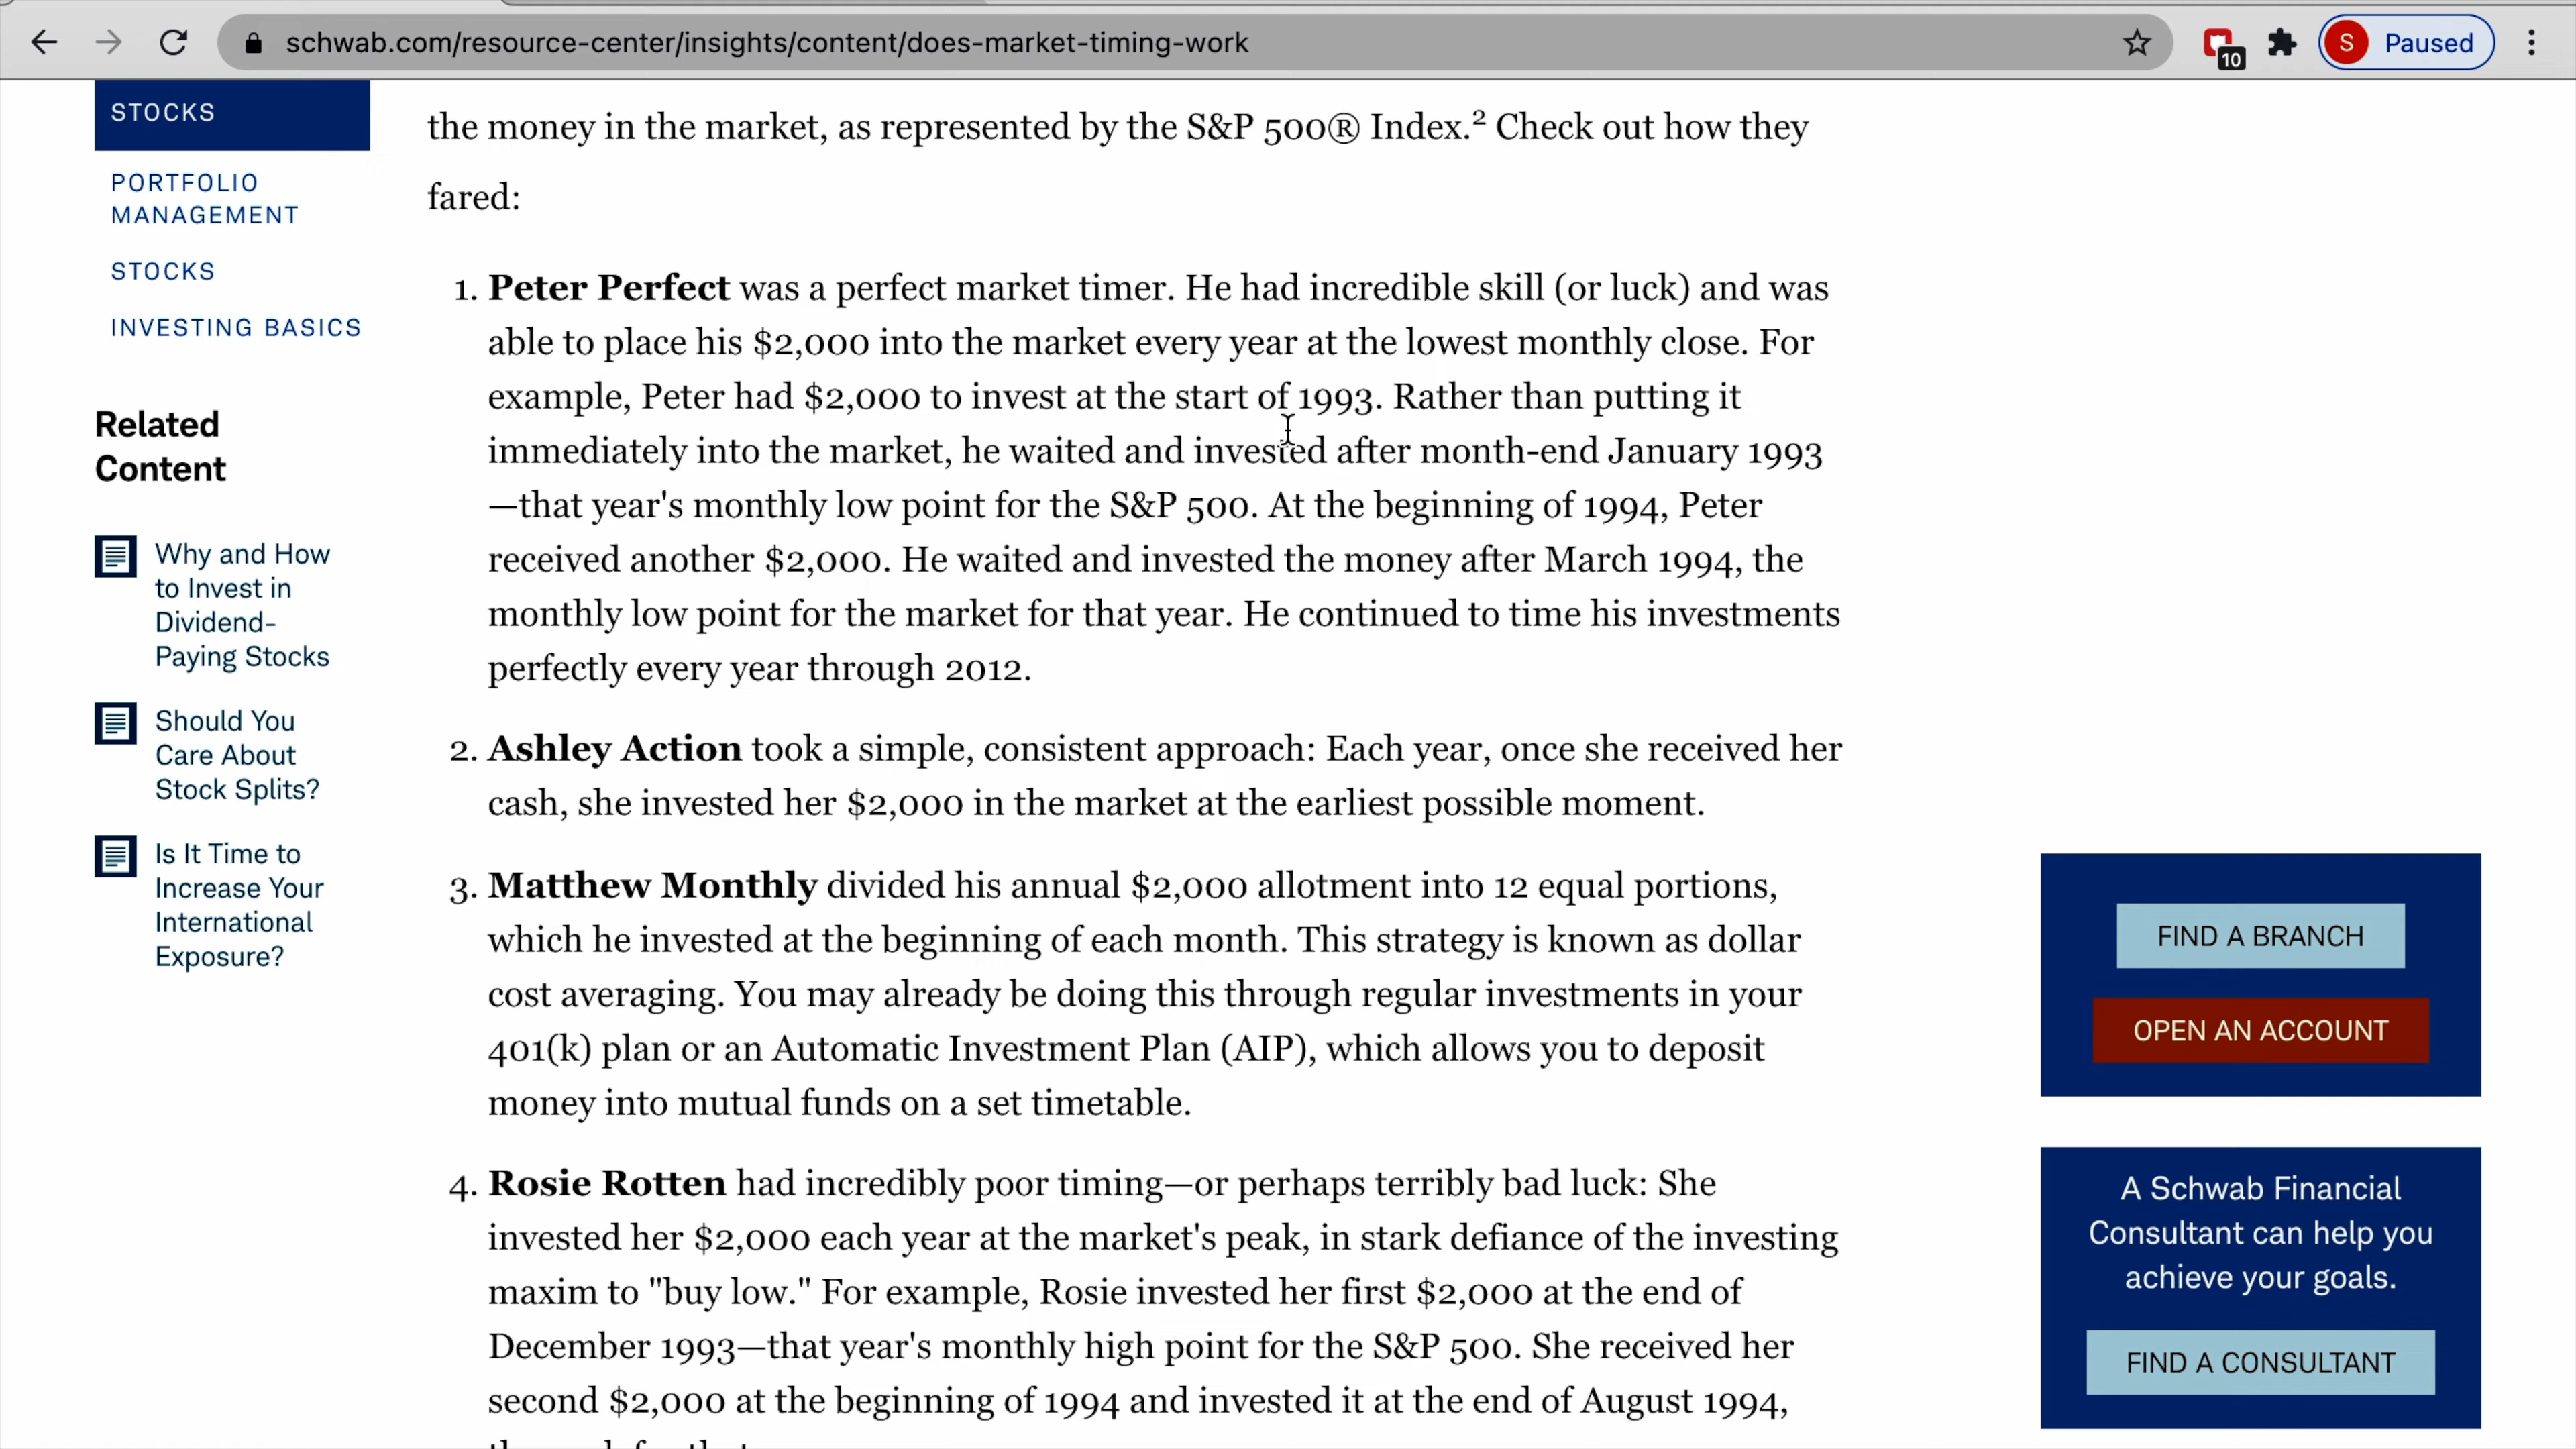 schwab.com/resource-center/insights/content/does-market-timing-work
10
S
Paused
STOCKS
PORTFOLIO
MANAGEMENT
STOCKS
INVESTING BASICS
Related
Content
Why and How
to Invest in
Dividend-
Paying Stocks
Should You
Care About
Stock Splits?
Is It Time to
Increase Your
International
Exposure?
the money in the market, as represented by the S&P 500® Index.² Check out how they
fared:
1. Peter Perfect was a perfect market timer. He had incredible skill (or luck) and was
able to place his $2,000 into the market every year at the lowest monthly close. For
example, Peter had $2,000 to invest at the start of 1993. Rather than putting it
immediately into the market, he waited and invested after month-end January 1993
—that year's monthly low point for the S&P 500. At the beginning of 1994, Peter
received another $2,000. He waited and invested the money after March 1994, the
monthly low point for the market for that year. He continued to time his investments
perfectly every year through 2012.
2. Ashley Action took a simple, consistent approach: Each year, once she received her
cash, she invested her $2,000 in the market at the earliest possible moment.
3. Matthew Monthly divided his annual $2,000 allotment into 12 equal portions,
which he invested at the beginning of each month. This strategy is known as dollar
cost averaging. You may already be doing this through regular investments in your
401(k) plan or an Automatic Investment Plan (AIP), which allows you to deposit
money into mutual funds on a set timetable.
4. Rosie Rotten had incredibly poor timing—or perhaps terribly bad luck: She
invested her $2,000 each year at the market's peak, in stark defiance of the investing
maxim to "buy low." For example, Rosie invested her first $2,000 at the end of
December 1993—that year's monthly high point for the S&P 500. She received her
second $2,000 at the beginning of 1994 and invested it at the end of August 1994,
FIND A BRANCH
OPEN AN ACCOUNT
A Schwab Financial
Consultant can help you
achieve your goals.
FIND A CONSULTANT